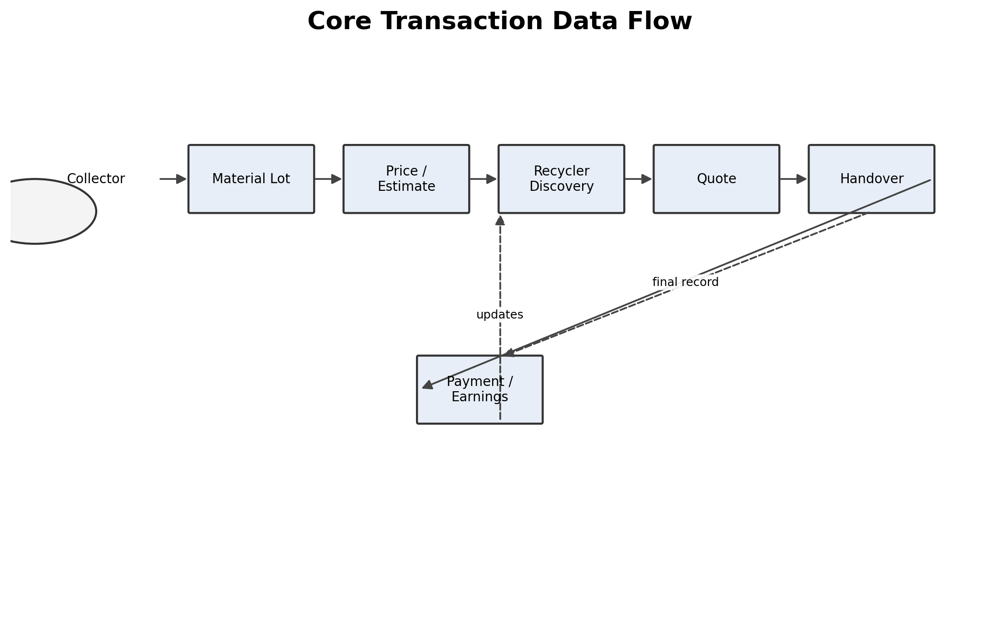 Core Transaction Data Flow
Collector
Material Lot
Price /
Estimate
Recycler
Discovery
Quote
Handover
final record
updates
Payment /
Earnings